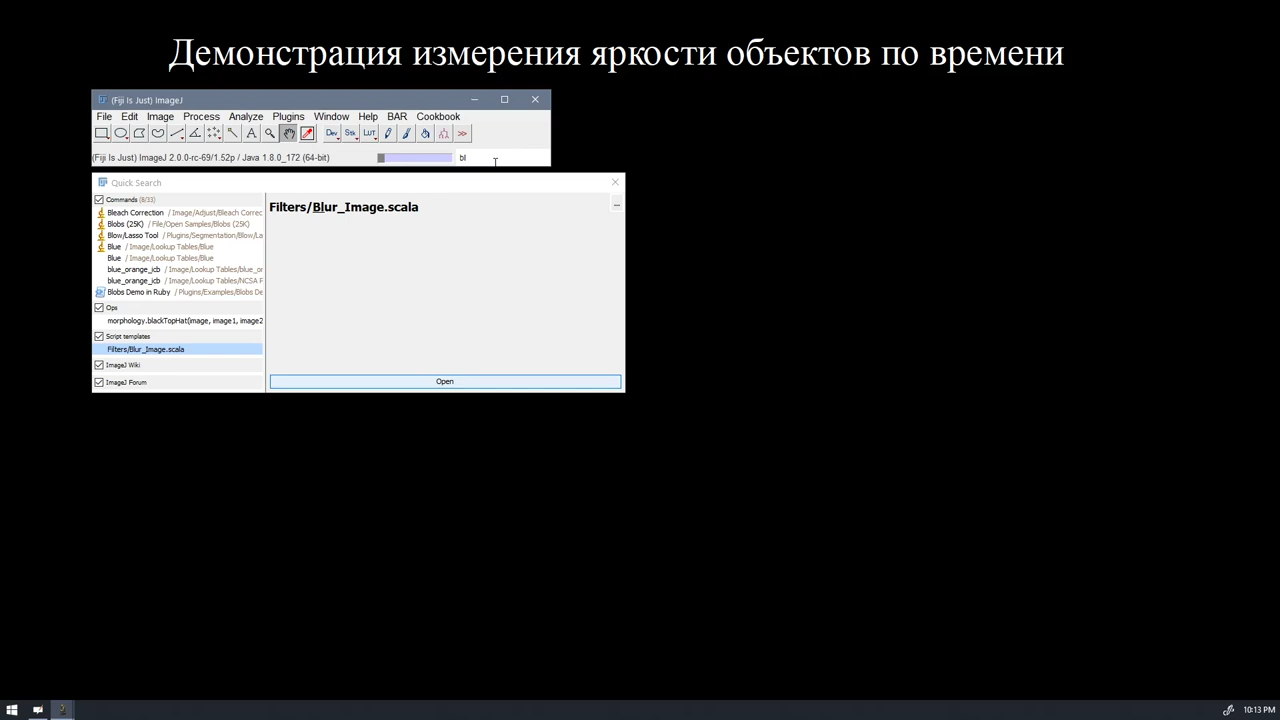 Демонстрация измерения яркости объектов по времени
(Fiji Is Just) ImageJ
File Edit Image Process Analyze Plugins Window Help BAR Cookbook
Dev Stk LUT >>
(Fiji Is Just) ImageJ 2.0.0-rc-69/1.52p / Java 1.8.0_172 (64-bit)
bl
Quick Search
Commands (8/33)
Bleach Correction / Image/Adjust/Bleach Correc
Blobs (25K) / File/Open Samples/Blobs (25K)
Blow/Lasso Tool / Plugins/Segmentation/Blow/La
Blue / Image/Lookup Tables/Blue
Blue / Image/Lookup Tables/Blue
blue_orange_icb / Image/Lookup Tables/blue_or
blue_orange_icb / Image/Lookup Tables/NCSA P
Blobs Demo in Ruby / Plugins/Examples/Blobs De
Ops
morphology.blackTopHat(image, image1, image2
Script templates
Filters/Blur_Image.scala
ImageJ Wiki
ImageJ Forum
Filters/Blur_Image.scala
...
Open
10:13 PM